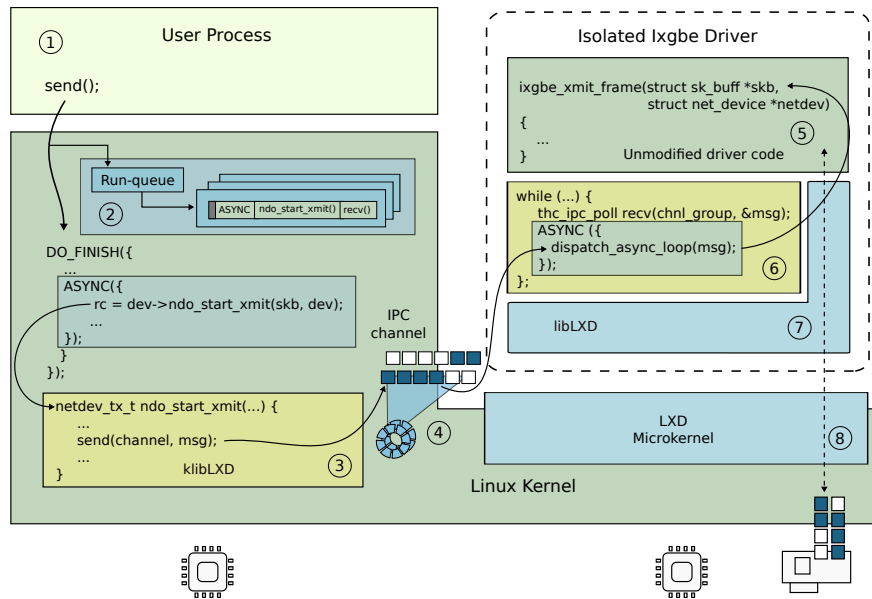 ①
User Process
send();
Run-queue
②
ASYNC ndo_start_xmit() recv()
DO_FINISH({
...
ASYNC({
rc = dev->ndo_start_xmit(skb, dev);
...
});
}
});
IPC
channel
netdev_tx_t ndo_start_xmit(...) {
...
send(channel, msg);
...
}
klibLXD
③
④
Linux Kernel
Isolated Ixgbe Driver
ixgbe_xmit_frame(struct sk_buff *skb,
struct net_device *netdev)
{
...
}
Unmodified driver code
⑤
while (...) {
thc_ipc_poll recv(chnl_group, &msg);
ASYNC ({
dispatch_async_loop(msg);
});
};
⑥
libLXD
⑦
LXD
Microkernel
⑧